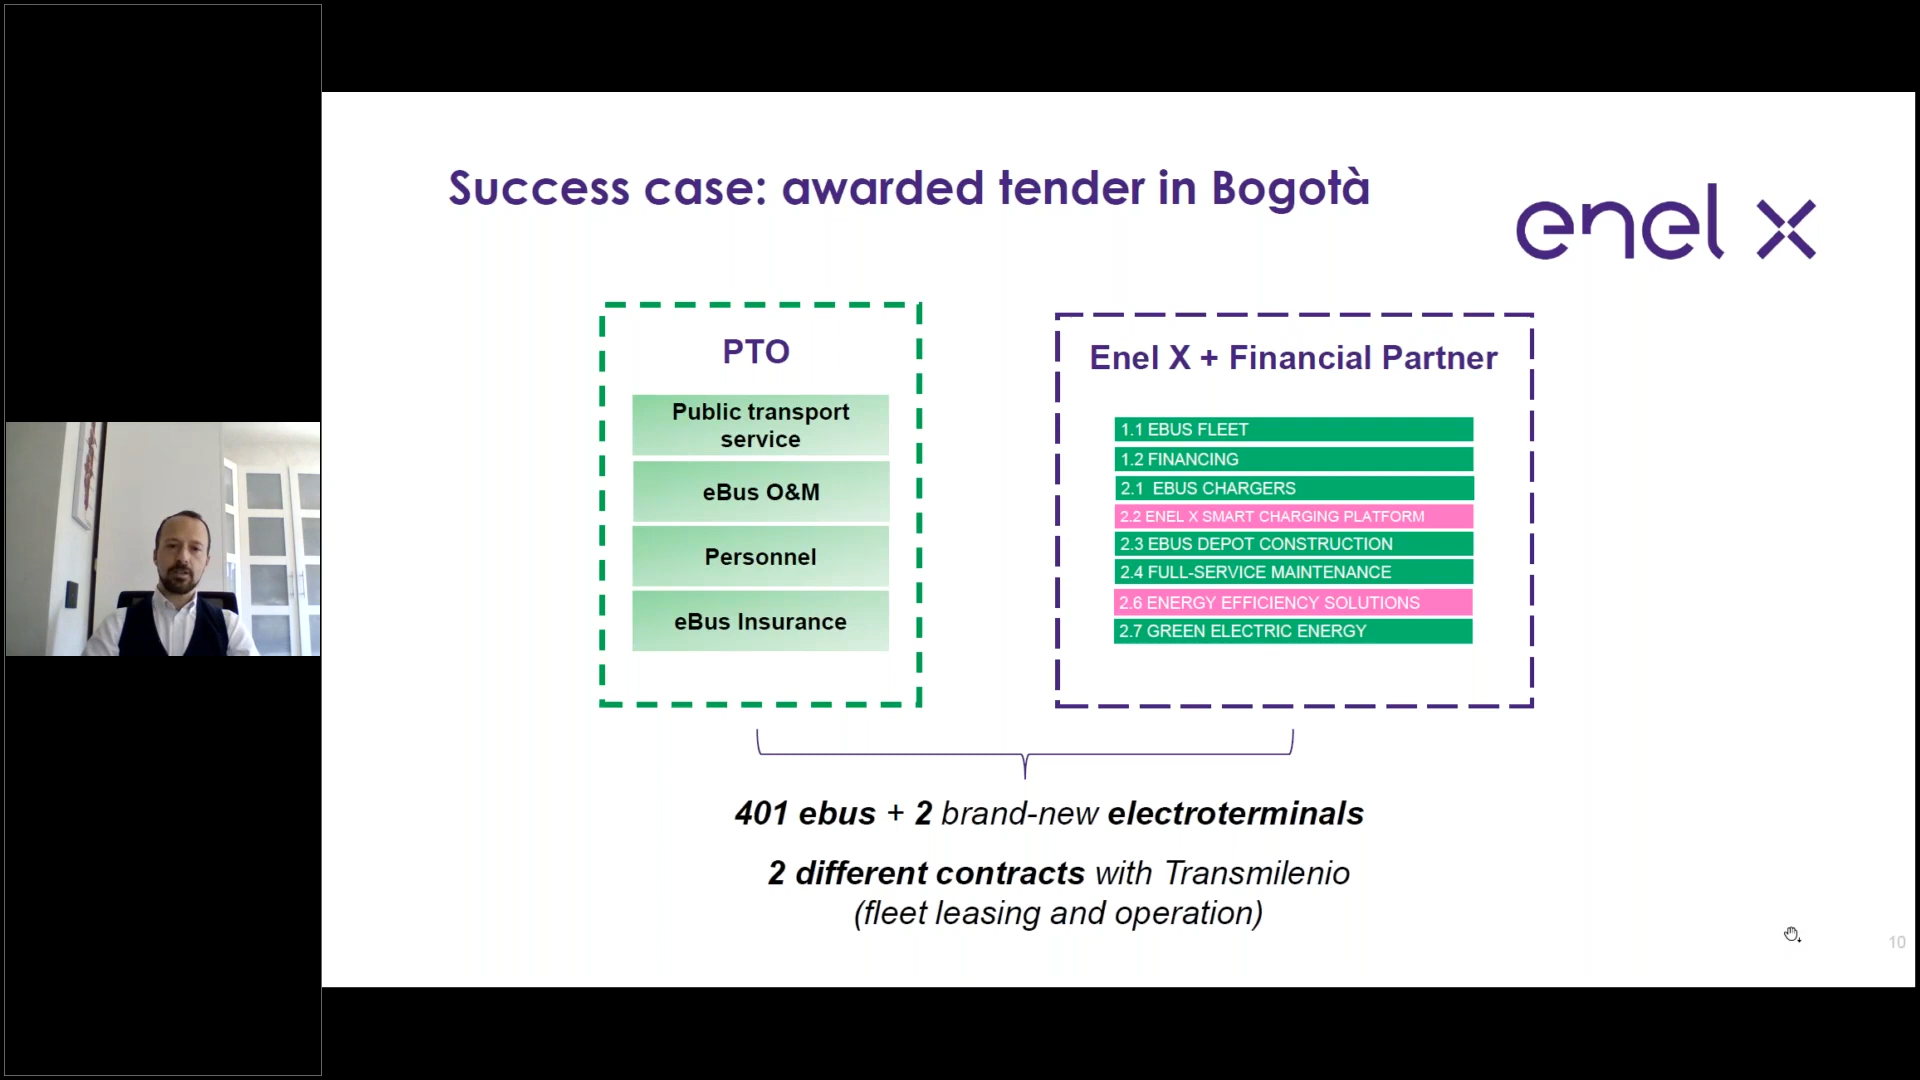 Success case: awarded tender in Bogotà
enel x
PTO
Public transport
service
eBus O&M
Personnel
eBus Insurance
Enel X + Financial Partner
1.1 EBUS FLEET
1.2 FINANCING
2.1 EBUS CHARGERS
2.2 ENEL X SMART CHARGING PLATFORM
2.3 EBUS DEPOT CONSTRUCTION
2.4 FULL-SERVICE MAINTENANCE
2.6 ENERGY EFFICIENCY SOLUTIONS
2.7 GREEN ELECTRIC ENERGY
401 ebus + 2 brand-new electroterminals
2 different contracts with Transmilenio
(fleet leasing and operation)
10